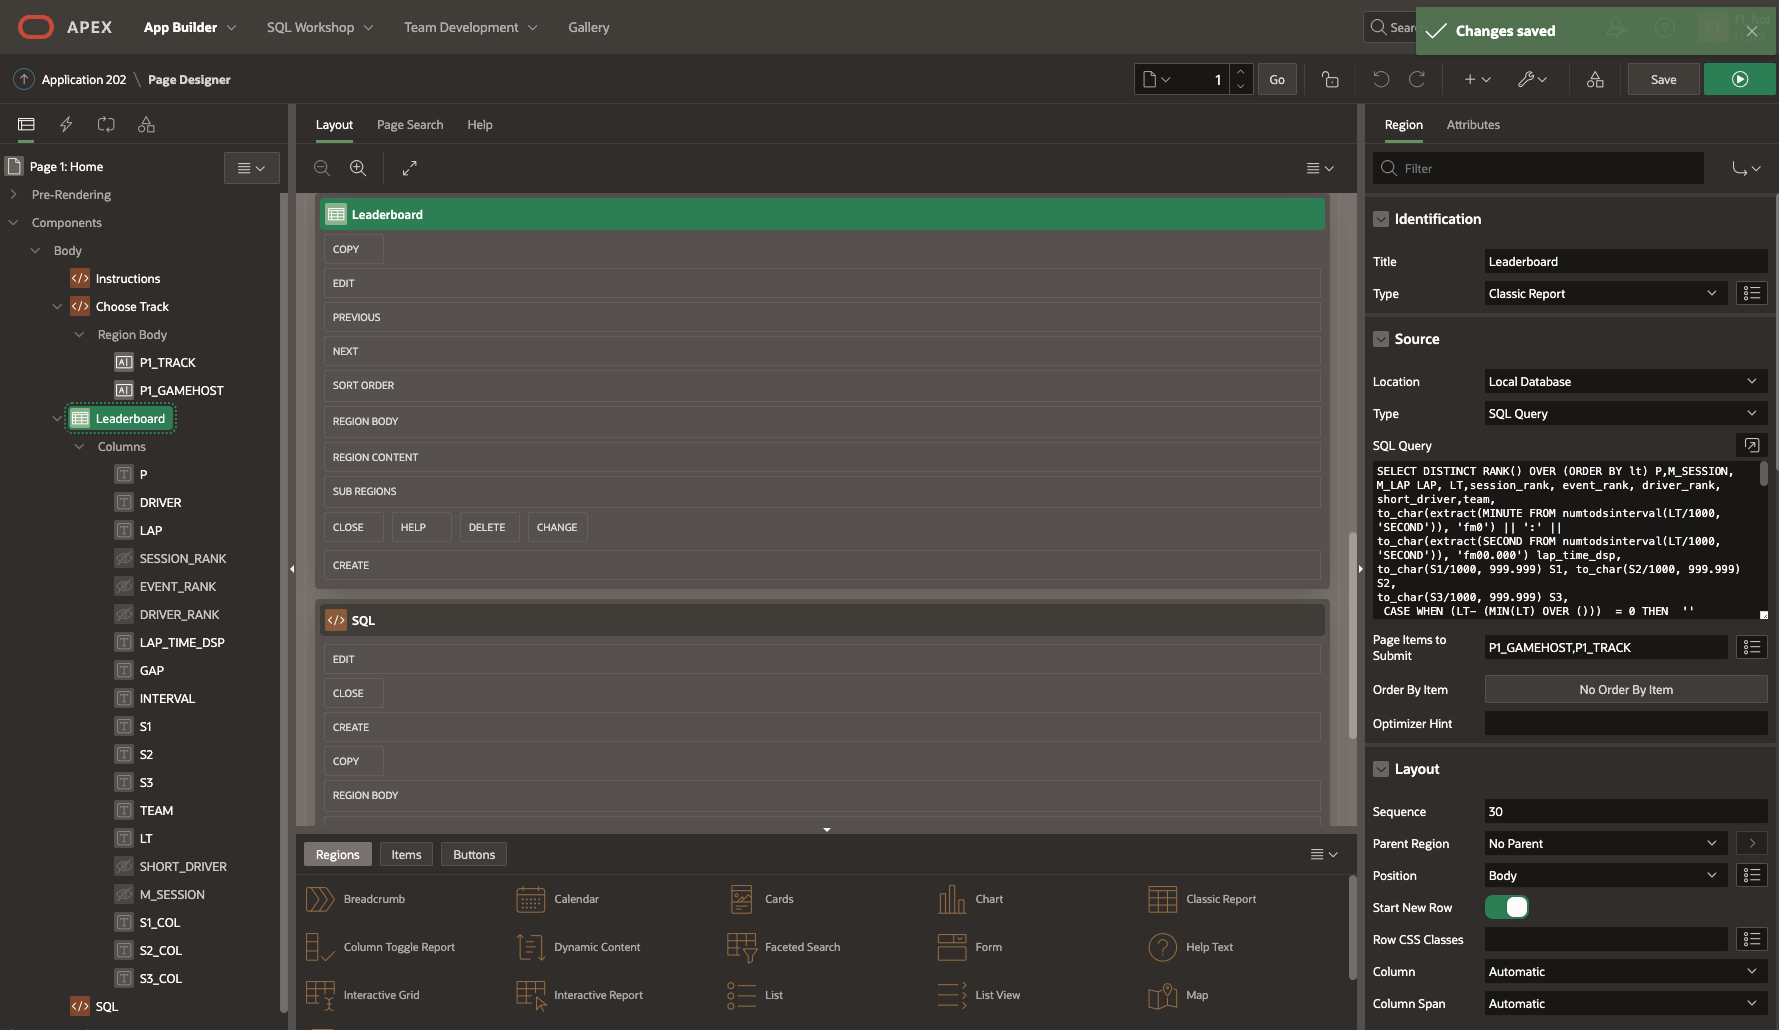 APEX App Builder SQL Workshop Team Development Gallery
Changes saved
Application 202 \ Page Designer
1 Go Save
Layout Page Search Help
Region Attributes
Page 1: Home
Pre-Rendering
Components
Body
Instructions
Choose Track
Region Body
P1_TRACK
P1_GAMEHOST
Leaderboard
Columns
P
DRIVER
LAP
SESSION_RANK
EVENT_RANK
DRIVER_RANK
LAP_TIME_DSP
GAP
INTERVAL
S1
S2
S3
TEAM
LT
SHORT_DRIVER
M_SESSION
S1_COL
S2_COL
S3_COL
SQL
Leaderboard
COPY
EDIT
PREVIOUS
NEXT
SORT ORDER
REGION BODY
REGION CONTENT
SUB REGIONS
CLOSE HELP DELETE CHANGE
CREATE
SQL
EDIT
CLOSE
CREATE
COPY
REGION BODY
Regions Items Buttons
Breadcrumb Calendar Cards Chart Classic Report
Column Toggle Report Dynamic Content Faceted Search Form Help Text
Interactive Grid Interactive Report List List View Map
Filter
Identification
Title Leaderboard
Type Classic Report
Source
Location Local Database
Type SQL Query
SQL Query
SELECT DISTINCT RANK() OVER (ORDER BY lt) P,M_SESSION,
M_LAP LAP, LT,session_rank, event_rank, driver_rank,
short_driver,team,
to_char(extract(MINUTE FROM numtodsinterval(LT/1000,
'SECOND')), 'fm0') || ':' ||
to_char(extract(SECOND FROM numtodsinterval(LT/1000,
'SECOND')), 'fm00.000') lap_time_dsp,
to_char(S1/1000, 999.999) S1, to_char(S2/1000, 999.999)
S2,
to_char(S3/1000, 999.999) S3,
CASE WHEN (LT- (MIN(LT) OVER ())) = 0 THEN ''
Page Items to
Submit P1_GAMEHOST,P1_TRACK
Order By Item No Order By Item
Optimizer Hint
Layout
Sequence 30
Parent Region No Parent
Position Body
Start New Row
Row CSS Classes
Column Automatic
Column Span Automatic